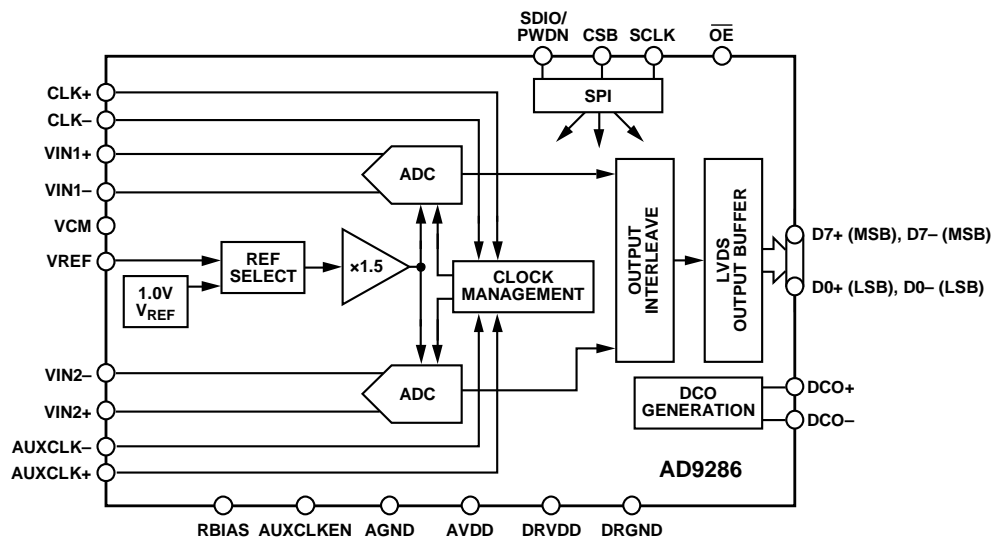 SDIO/
PWDN
CSB
SCLK
OE
CLK+
CLK–
SPI
VIN1+
VIN1–
ADC
VCM
VREF
REF
SELECT
×1.5
CLOCK
MANAGEMENT
1.0V
VREF
OUTPUT
INTERLEAVE
LVDS
OUTPUT BUFFER
D7+ (MSB), D7– (MSB)
D0+ (LSB), D0– (LSB)
VIN2–
VIN2+
ADC
DCO
GENERATION
DCO+
DCO–
AUXCLK–
AUXCLK+
AD9286
RBIAS
AUXCLKEN
AGND
AVDD
DRVDD
DRGND